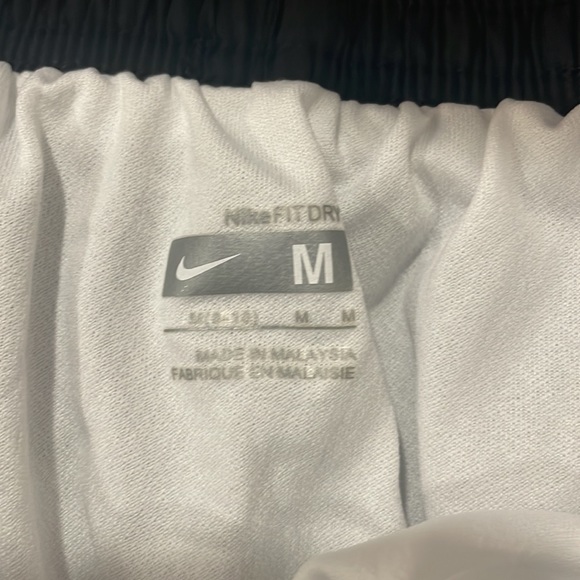 Nike FIT DRY
M
M(8-10) M M
MADE IN MALAYSIA
FABRIQUE EN MALAISIE